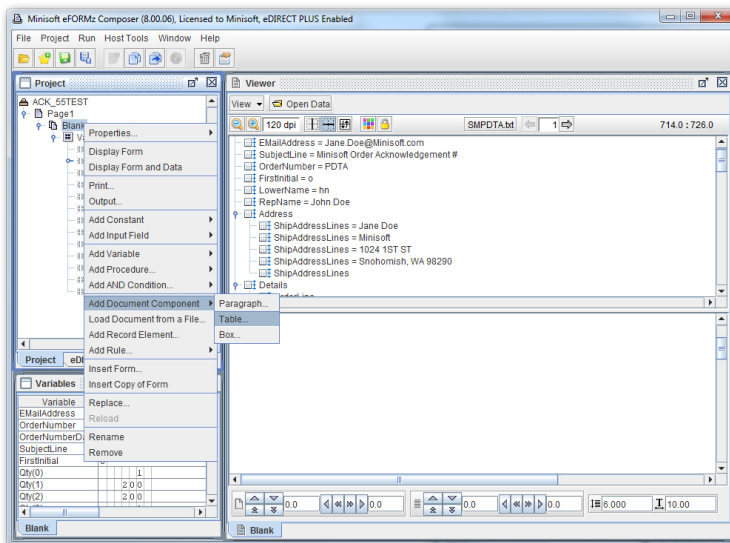 Minisoft eFORMz Composer (8.00.06), Licensed to Minisoft, eDIRECT PLUS Enabled
File Project Run Host Tools Window Help
Project
ACK_55TEST
Page1
Blank
Properties...
Display Form
Display Form and Data
Print...
Output...
Add Constant
Add Input Field
Add Variable
Add Procedure...
Add AND Condition...
Add Document Component
Load Document from a File...
Add Record Element...
Add Rule...
Insert Form...
Insert Copy of Form
Replace...
Reload
Rename
Remove
Paragraph...
Table...
Box...
Project
Variables
Variable
EMailAddress
OrderNumber
SubjectLine
FirstInitial
Qty(0) 1
Qty(1) 2 0 0
Qty(2) 2 0 0
Blank
Viewer
View Open Data
120 dpi SMPDTA.txt 1 714.0 : 726.0
EMailAddress = Jane.Doe@Minisoft.com
SubjectLine = Minisoft Order Acknowledgement #
OrderNumber = PDTA
FirstInitial = o
LowerName = hn
RepName = John Doe
Address
ShipAddressLines = Jane Doe
ShipAddressLines = Minisoft
ShipAddressLines = 1024 1ST ST
ShipAddressLines = Snohomish, WA 98290
ShipAddressLines
Details
0.0 0.0 0.0 0.0 6.000 10.00
Blank